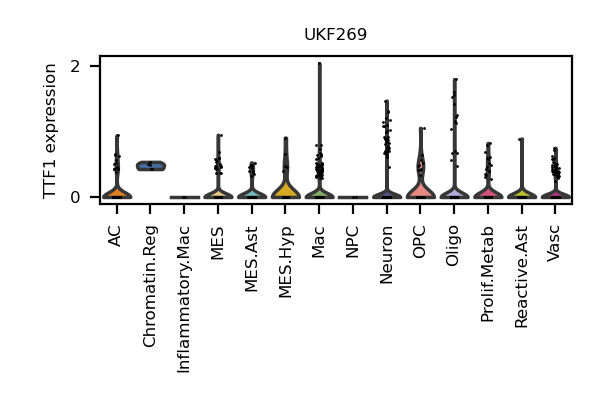 UKF269
TTF1 expression
2
0
AC
Chromatin.Reg
Inflammatory.Mac
MES
MES.Ast
MES.Hyp
Mac
NPC
Neuron
OPC
Oligo
Prolif.Metab
Reactive.Ast
Vasc